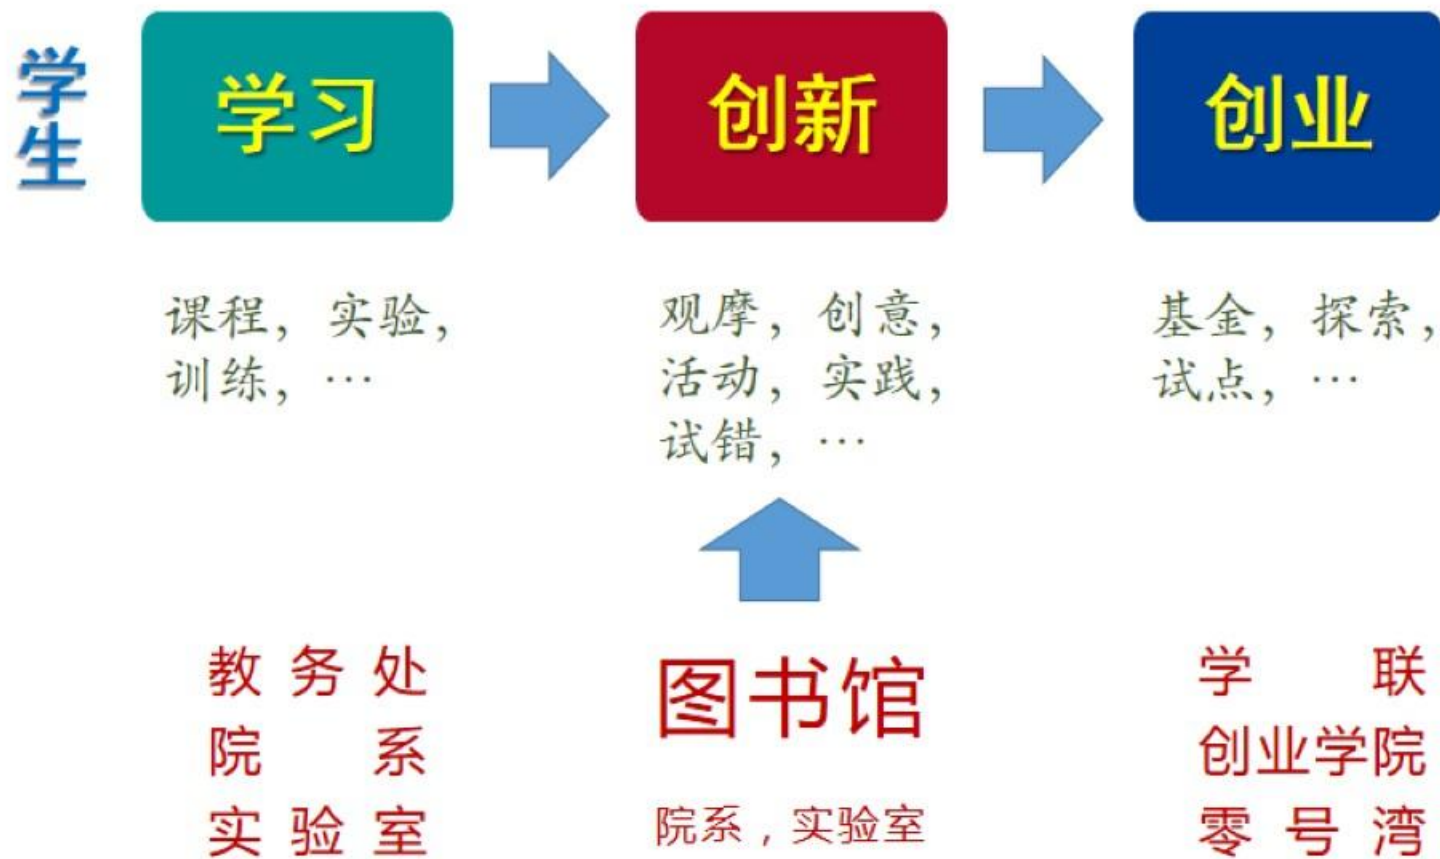 学生
学习
创新
创业
课程，实验，
训练，…
观摩，创意，
活动，实践，
试错，…
基金，探索，
试点，…
教务处
院系
实验室
图书馆
院系，实验室
学联
创业学院
零号湾